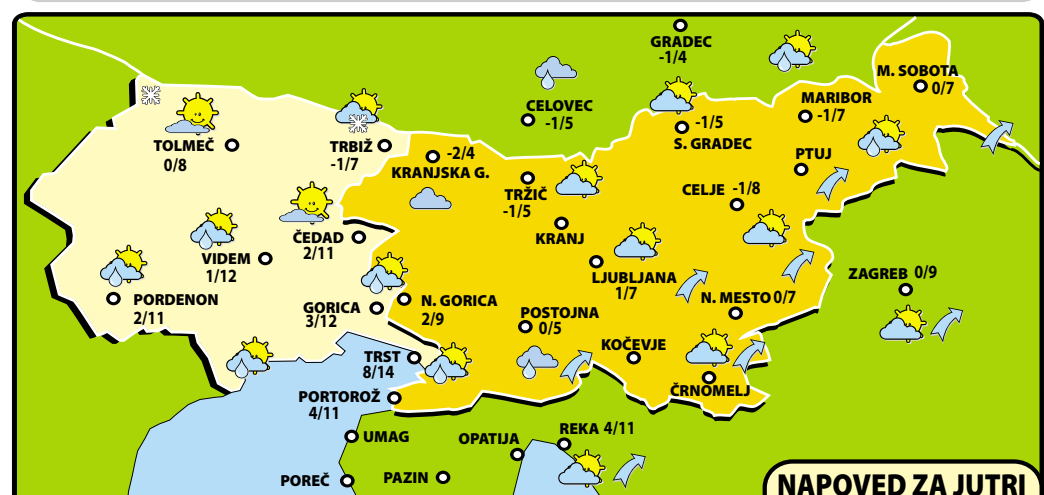 GRADEC
-1/4
M. SOBOTA
0/7
CELOVEC
-1/5
MARIBOR
-1/7
-1/5
S. GRADEC
TOLMEČ
0/8
TRBIŽ
-1/7
-2/4
KRANJSKA G.
PTUJ
TRŽIČ
-1/5
CELJE -1/8
KRANJ
ČEDAD
2/11
VIDEM
1/12
LJUBLJANA
1/7
ZAGREB 0/9
PORDENON
2/11
GORICA
3/12
N. GORICA
2/9
N. MESTO 0/7
POSTOJNA
0/5
KOČEVJE
TRST
8/14
ČRNOMELJ
PORTOROŽ
4/11
UMAG
OPATIJA
REKA 4/11
POREČ
PAZIN
NAPOVED ZA JUTRI